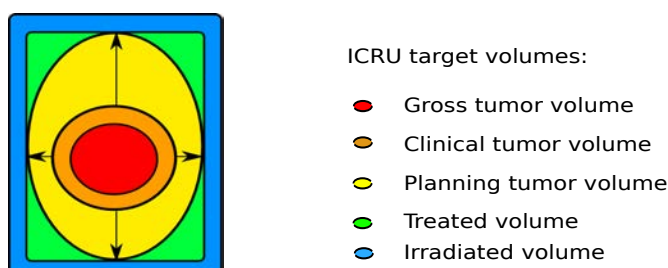 ICRU target volumes:
Gross tumor volume
Clinical tumor volume
Planning tumor volume
Treated volume
Irradiated volume